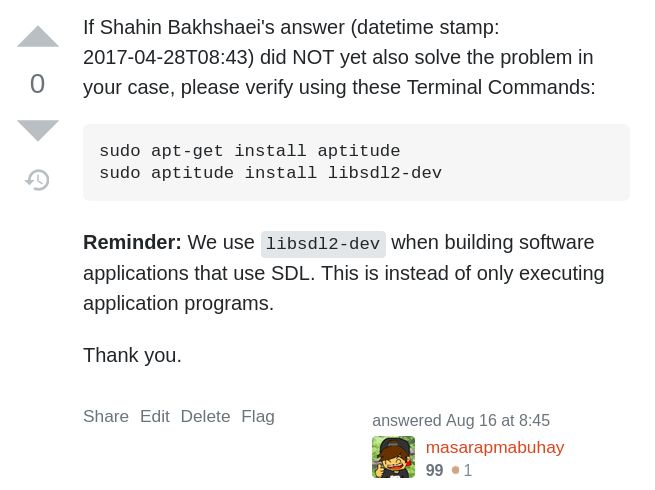 If Shahin Bakhshaei's answer (datetime stamp:
2017-04-28T08:43) did NOT yet also solve the problem in
your case, please verify using these Terminal Commands:
0
sudo apt-get install aptitude
sudo aptitude install libsdl2-dev
Reminder: We use libsdl2-dev when building software
applications that use SDL. This is instead of only executing
application programs.
Thank you.
Share Edit Delete Flag
answered Aug 16 at 8:45
masarapmabuhay
99 1